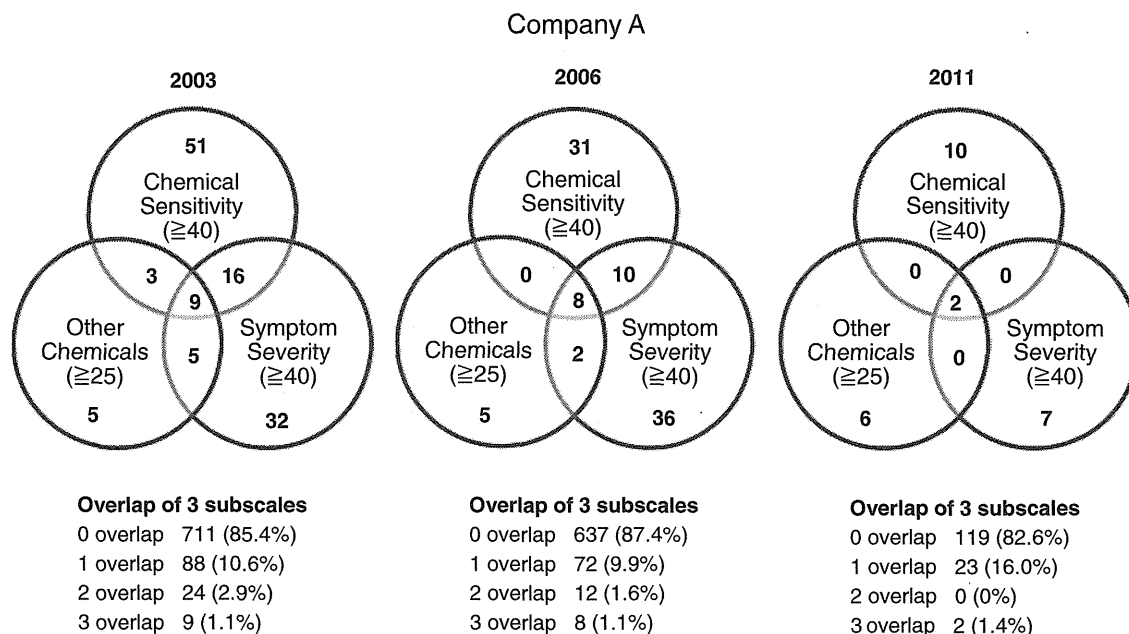 Company A
2003
51
Chemical
Sensitivity
(≧40)
3
16
9
Other
Chemicals
(≧25)
5
Symptom
Severity
(≧40)
5
32
Overlap of 3 subscales
0 overlap 711 (85.4%)
1 overlap 88 (10.6%)
2 overlap 24 (2.9%)
3 overlap 9 (1.1%)
2006
31
Chemical
Sensitivity
(≧40)
0
10
8
Other
Chemicals
(≧25)
2
Symptom
Severity
(≧40)
5
36
Overlap of 3 subscales
0 overlap 637 (87.4%)
1 overlap 72 (9.9%)
2 overlap 12 (1.6%)
3 overlap 8 (1.1%)
2011
10
Chemical
Sensitivity
(≧40)
0
0
2
Other
Chemicals
(≧25)
0
Symptom
Severity
(≧40)
6
7
Overlap of 3 subscales
0 overlap 119 (82.6%)
1 overlap 23 (16.0%)
2 overlap 0 (0%)
3 overlap 2 (1.4%)